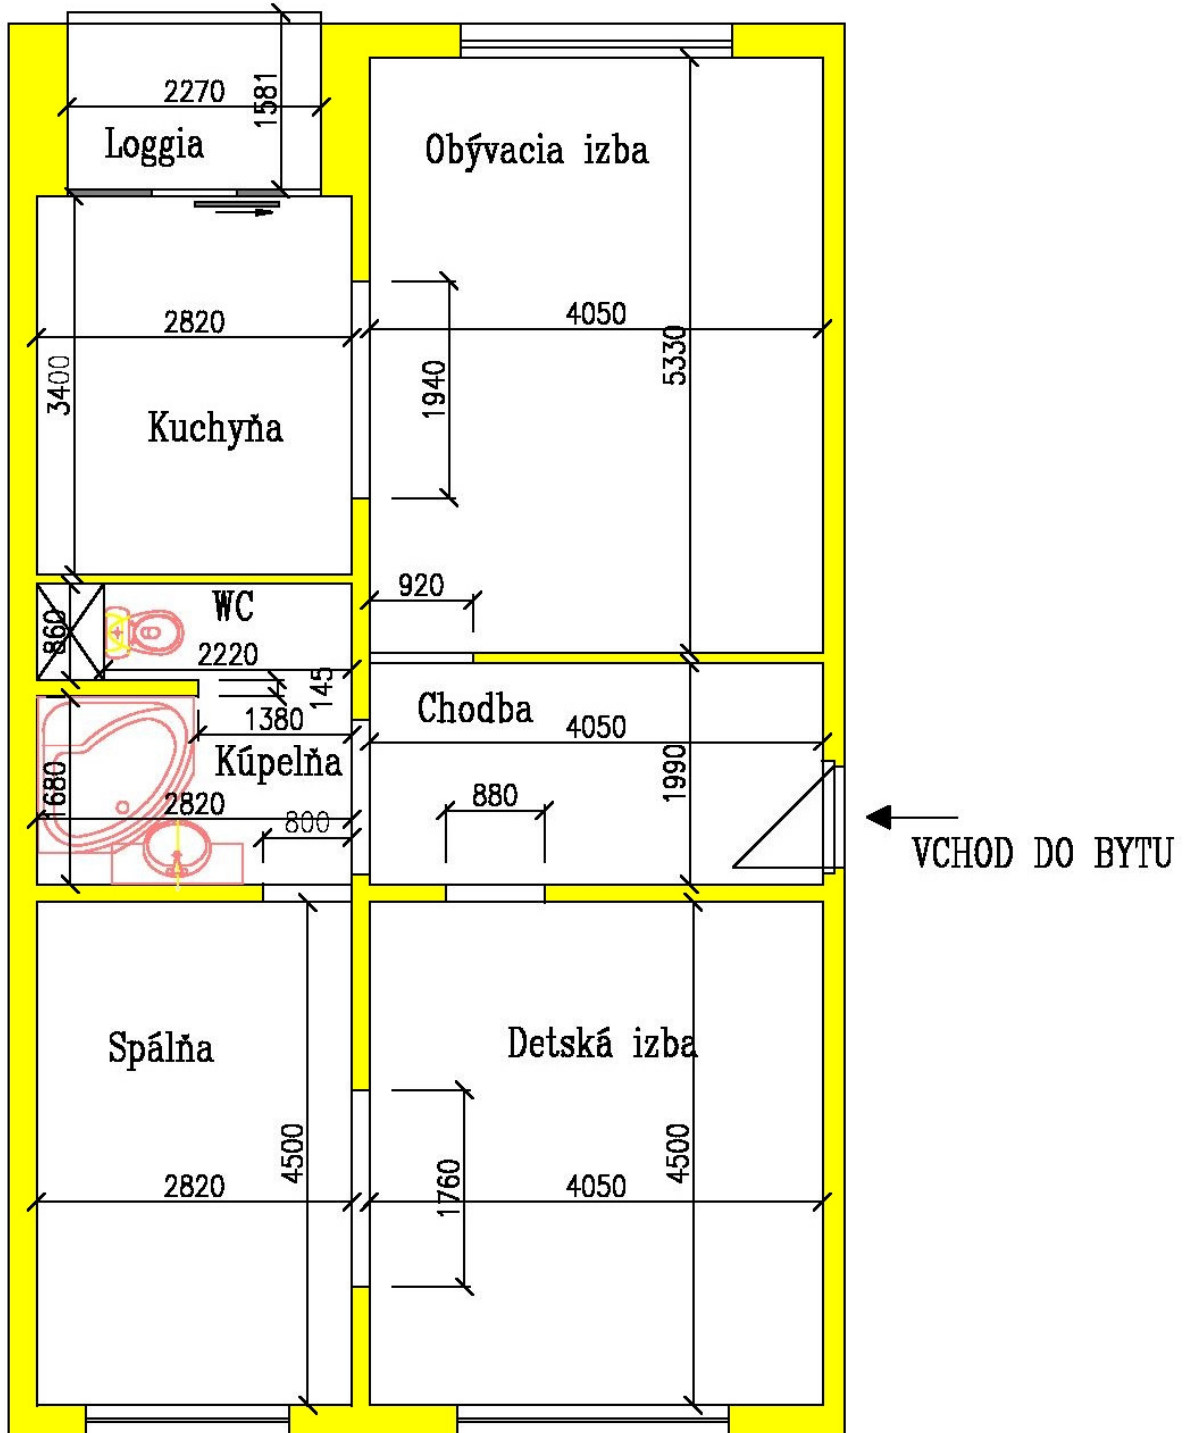 2270
1581
Loggia
Obývacia izba
2820
4050
3400
1940
5330
Kuchyňa
920
WC
860
2220
145
1380
Chodba
4050
Kúpelňa
1680
1990
2820
800
880
VCHOD DO BYTU
Spálňa
Detská izba
4500
4500
2820
1760
4050